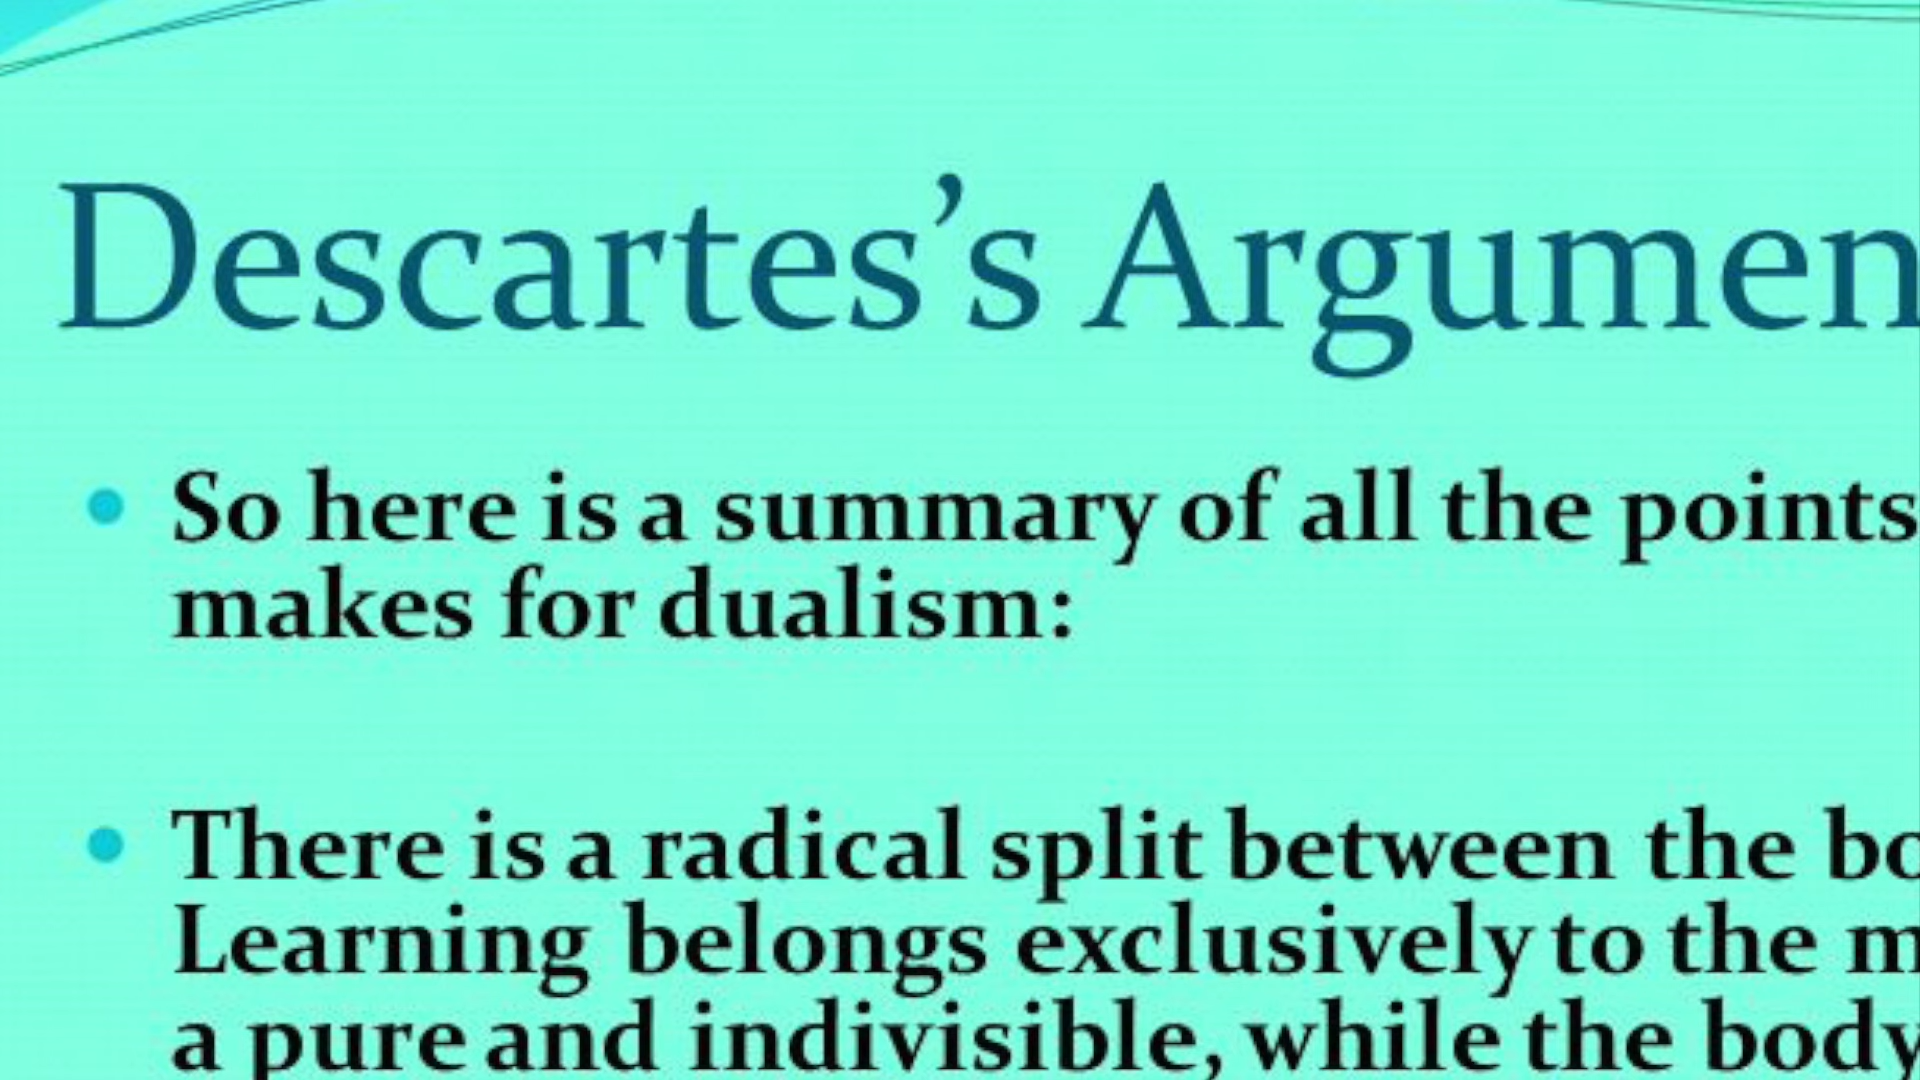 Descartes’s Argumen
So here is a summary of all the points
makes for dualism:
There is a radical split between the bo
Learning belongs exclusively to the m
a pure and indivisible, while the body